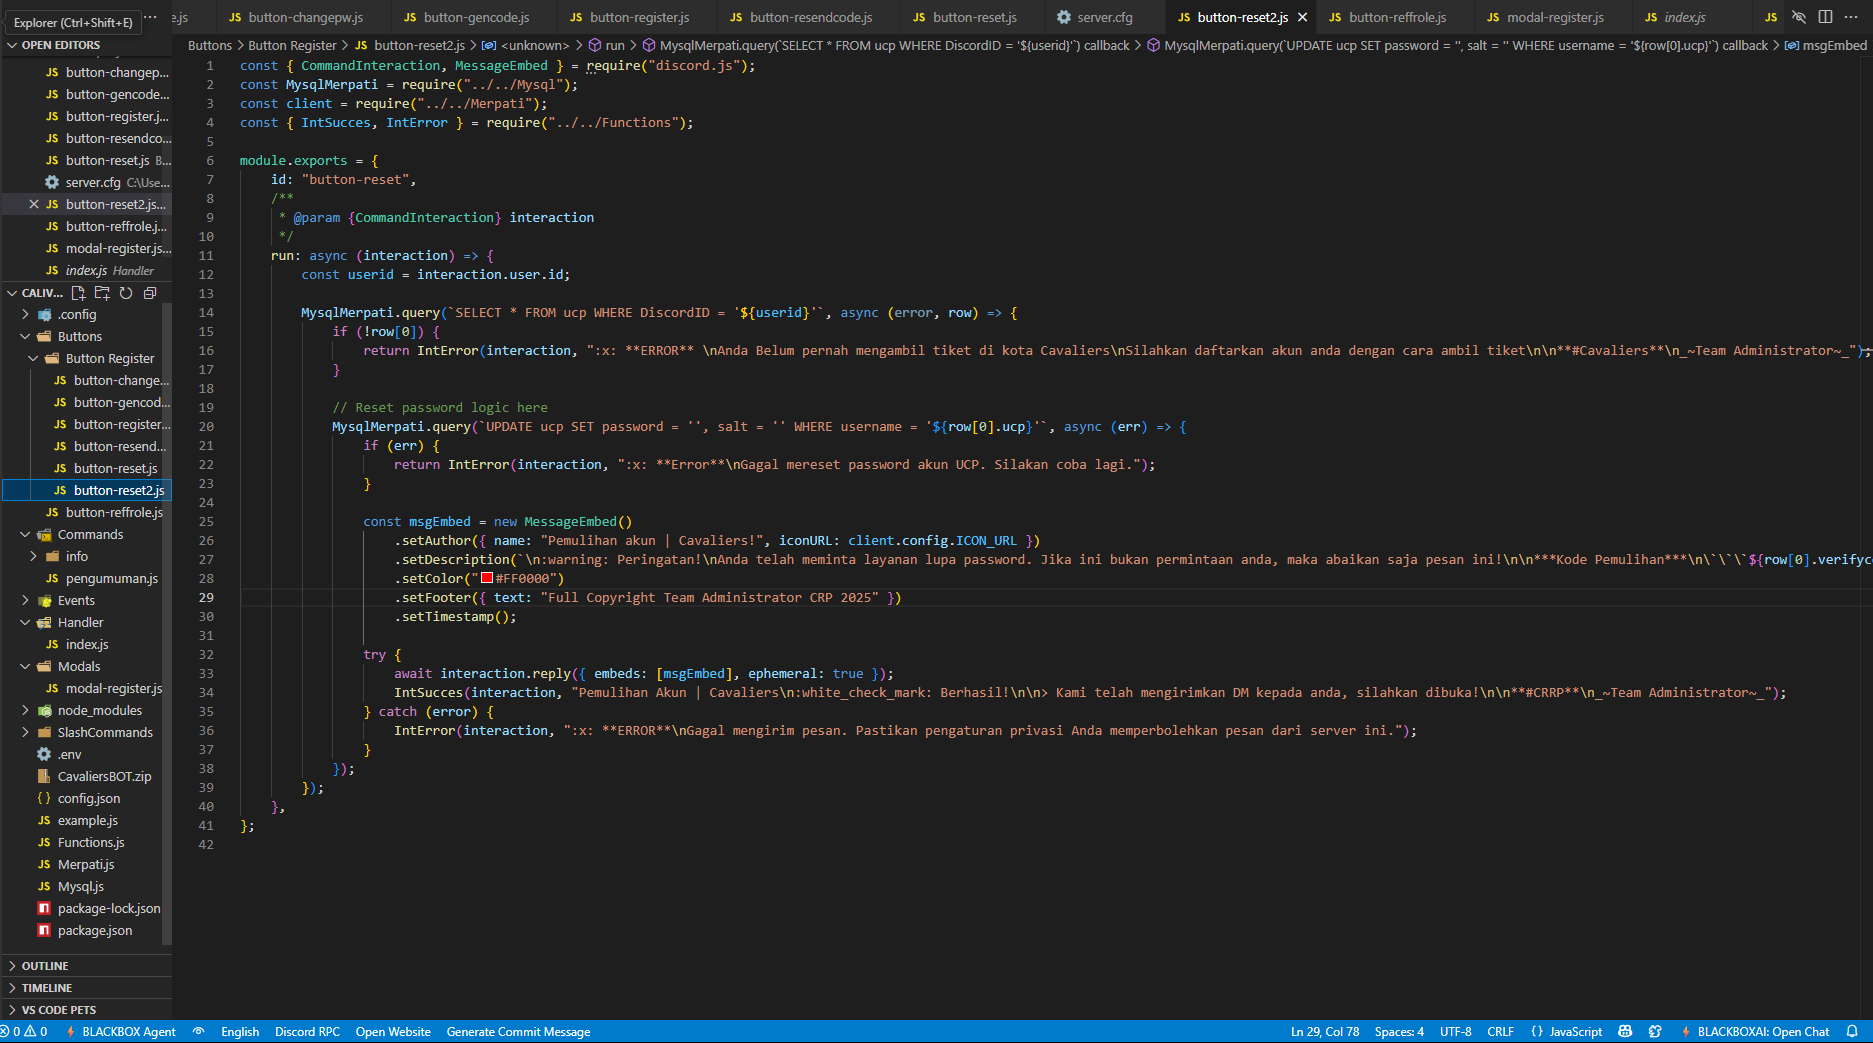 Explorer (Ctrl+Shift+E)
··· e.js
JS button-changepw.js
JS button-gencode.js
JS button-register.js
JS button-resendcode.js
JS button-reset.js
server.cfg
JS button-reset2.js
JS button-reffrole.js
JS modal-register.js
JS index.js
JS
OPEN EDITORS
JS button-changep...
JS button-gencode...
JS button-register.j...
JS button-resendco...
JS button-reset.js B...
server.cfg C:\Use...
JS button-reset2.js...
JS button-reffrole.j...
JS modal-register.js...
JS index.js Handler
CALIV...
.config
Buttons
Button Register
JS button-change...
JS button-gencod...
JS button-register...
JS button-resend...
JS button-reset.js
JS button-reset2.js
JS button-reffrole.js
Commands
info
JS pengumuman.js
Events
Handler
JS index.js
Modals
JS modal-register.js
node_modules
SlashCommands
.env
CavaliersBOT.zip
{ } config.json
JS example.js
JS Functions.js
JS Merpati.js
JS Mysql.js
package-lock.json
package.json
OUTLINE
TIMELINE
VS CODE PETS
Buttons > Button Register > JS button-reset2.js > <unknown> > run > MysqlMerpati.query(`SELECT * FROM ucp WHERE DiscordID = '${userid}'`) callback > MysqlMerpati.query(`UPDATE ucp SET password = '', salt = '' WHERE username = '${row[0].ucp}'`) callback > msgEmbed
1 const { CommandInteraction, MessageEmbed } = require("discord.js");
2 const MysqlMerpati = require("../../Mysql");
3 const client = require("../../Merpati");
4 const { IntSucces, IntError } = require("../../Functions");
5
6 module.exports = {
7 id: "button-reset",
8 /**
9 * @param {CommandInteraction} interaction
10 */
11 run: async (interaction) => {
12 const userid = interaction.user.id;
13
14 MysqlMerpati.query(`SELECT * FROM ucp WHERE DiscordID = '${userid}'`, async (error, row) => {
15 if (!row[0]) {
16 return IntError(interaction, ":x: **ERROR** \nAnda Belum pernah mengambil tiket di kota Cavaliers\nSilahkan daftarkan akun anda dengan cara ambil tiket\n\n**#Cavaliers**\n_~Team Administrator~_");
17 }
18
19 // Reset password logic here
20 MysqlMerpati.query(`UPDATE ucp SET password = '', salt = '' WHERE username = '${row[0].ucp}'`, async (err) => {
21 if (err) {
22 return IntError(interaction, ":x: **Error**\nGagal mereset password akun UCP. Silakan coba lagi.");
23 }
24
25 const msgEmbed = new MessageEmbed()
26 .setAuthor({ name: "Pemulihan akun | Cavaliers!", iconURL: client.config.ICON_URL })
27 .setDescription(`\n:warning: Peringatan!\nAnda telah meminta layanan lupa password. Jika ini bukan permintaan anda, maka abaikan saja pesan ini!\n\n***Kode Pemulihan***\n\`\`\`${row[0].verifyco
28 .setColor("#FF0000")
29 .setFooter({ text: "Full Copyright Team Administrator CRP 2025" })
30 .setTimestamp();
31
32 try {
33 await interaction.reply({ embeds: [msgEmbed], ephemeral: true });
34 IntSucces(interaction, "Pemulihan Akun | Cavaliers\n:white_check_mark: Berhasil!\n\n> Kami telah mengirimkan DM kepada anda, silahkan dibuka!\n\n**#CRRP**\n_~Team Administrator~_");
35 } catch (error) {
36 IntError(interaction, ":x: **ERROR**\nGagal mengirim pesan. Pastikan pengaturan privasi Anda memperbolehkan pesan dari server ini.");
37 }
38 });
39 });
40 },
41 };
42
0 0 BLACKBOX Agent English Discord RPC Open Website Generate Commit Message Ln 29, Col 78 Spaces: 4 UTF-8 CRLF {} JavaScript BLACKBOXAI: Open Chat